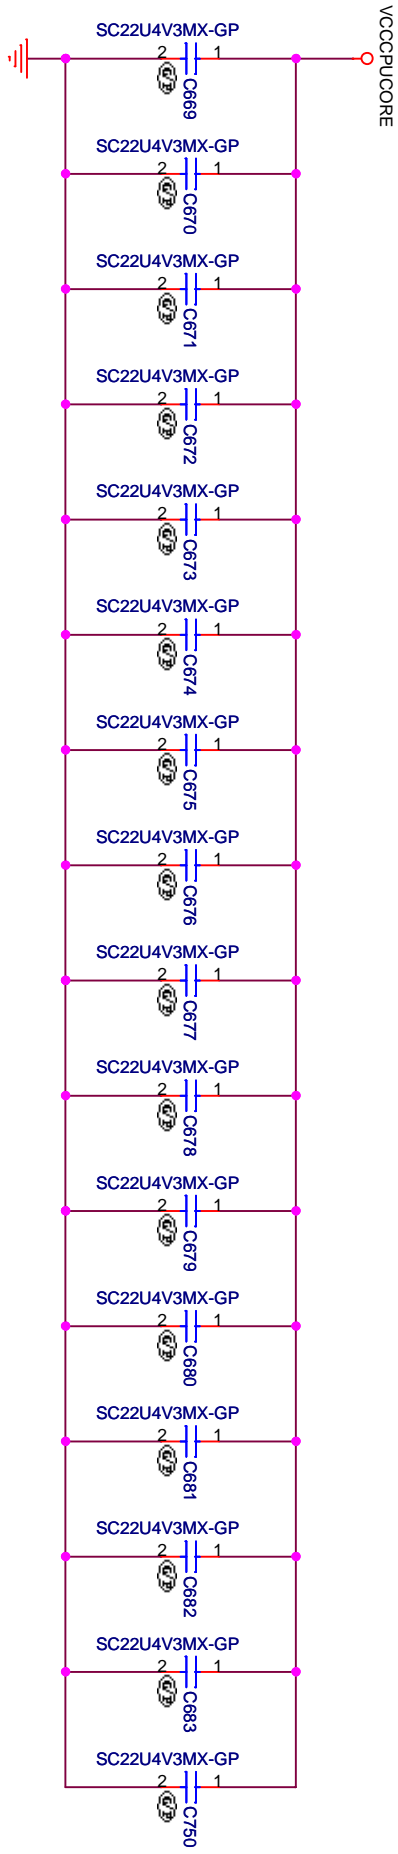 VCCCPUCORE
SC22U4V3MX-GP
2 1
G/P
C669
SC22U4V3MX-GP
2 1
G/P
C670
SC22U4V3MX-GP
2 1
G/P
C671
SC22U4V3MX-GP
2 1
G/P
C672
SC22U4V3MX-GP
2 1
G/P
C673
SC22U4V3MX-GP
2 1
G/P
C674
SC22U4V3MX-GP
2 1
G/P
C675
SC22U4V3MX-GP
2 1
G/P
C676
SC22U4V3MX-GP
2 1
G/P
C677
SC22U4V3MX-GP
2 1
G/P
C678
SC22U4V3MX-GP
2 1
G/P
C679
SC22U4V3MX-GP
2 1
G/P
C680
SC22U4V3MX-GP
2 1
G/P
C681
SC22U4V3MX-GP
2 1
G/P
C682
SC22U4V3MX-GP
2 1
G/P
C683
SC22U4V3MX-GP
2 1
G/P
C750